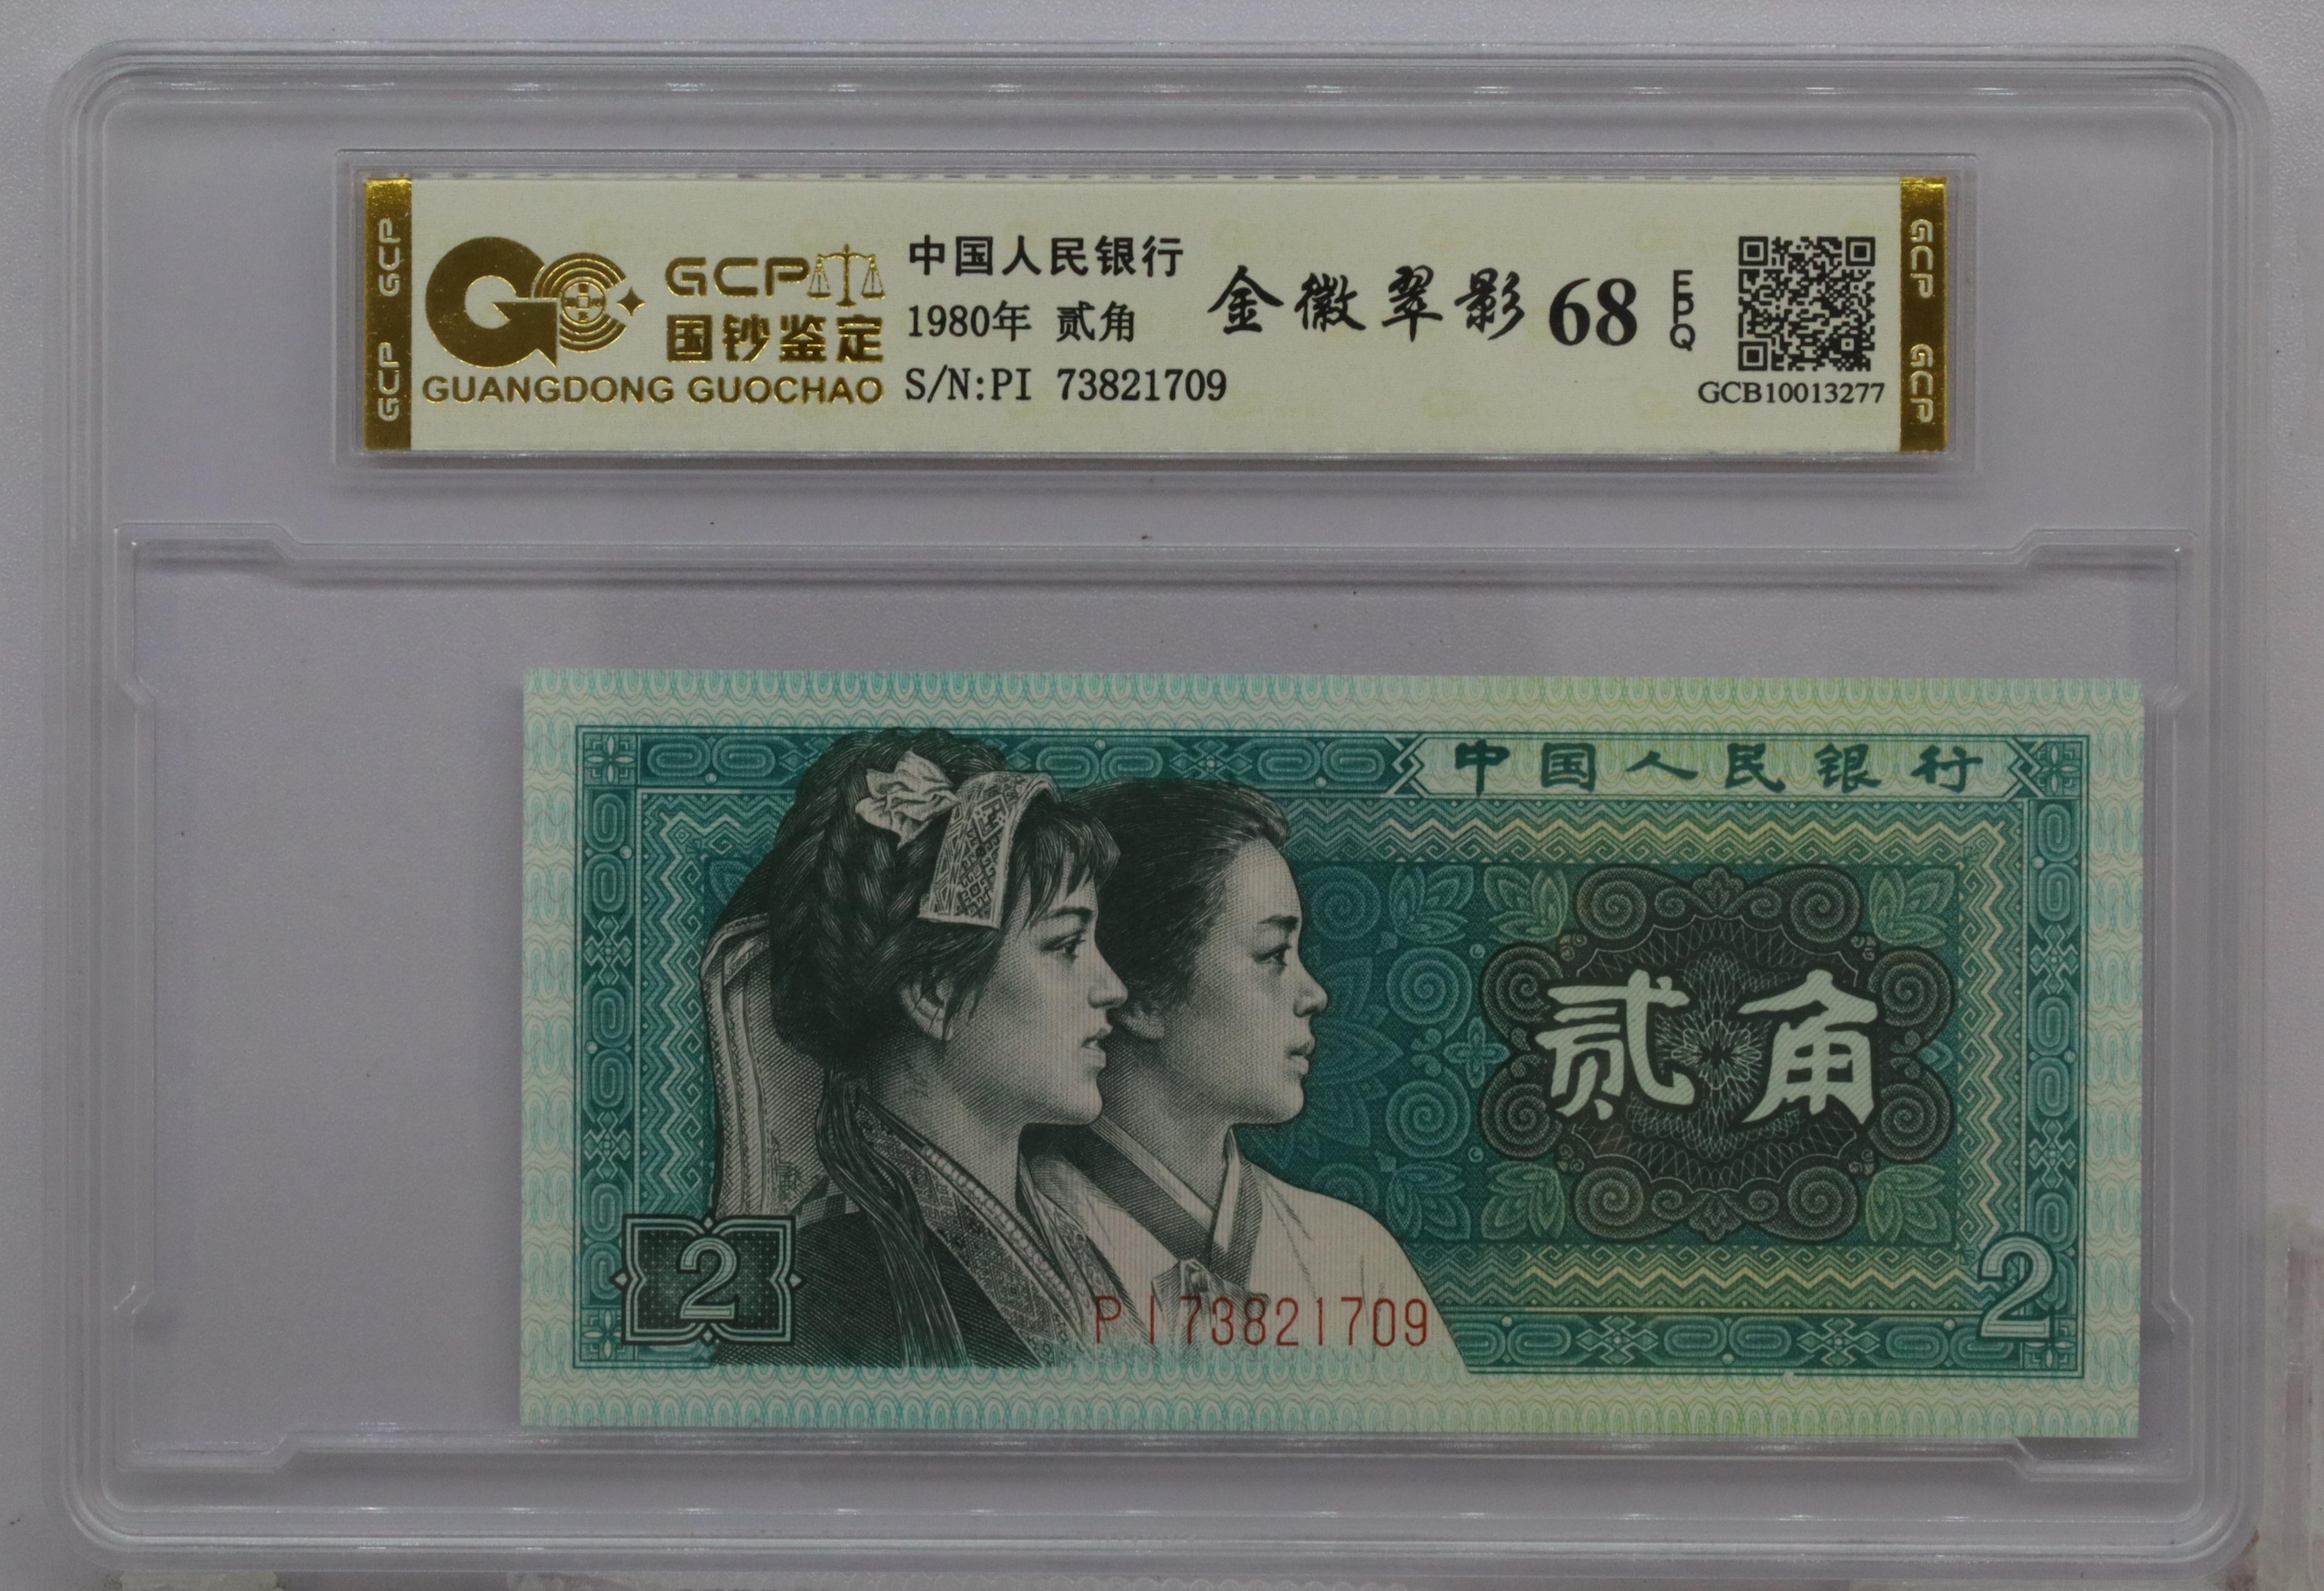 GCP
GCP
GCP
国钞鉴定
GUANGDONG GUOCHAO
中国人民银行
1980年 贰角
S/N:PI 73821709
金徽翠影 68 EPQ
GCB10013277
GCP
GCP
中国人民银行
贰角
2
PI73821709
2